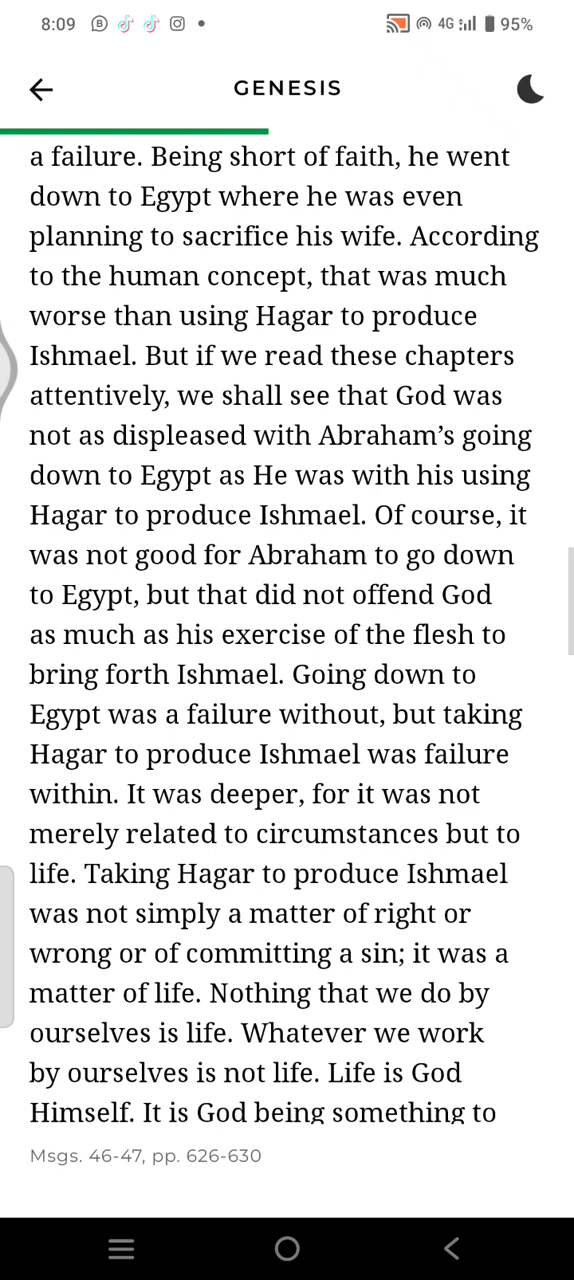 8:09
4G
95%
GENESIS
a failure. Being short of faith, he went
down to Egypt where he was even
planning to sacrifice his wife. According
to the human concept, that was much
worse than using Hagar to produce
Ishmael. But if we read these chapters
attentively, we shall see that God was
not as displeased with Abraham’s going
down to Egypt as He was with his using
Hagar to produce Ishmael. Of course, it
was not good for Abraham to go down
to Egypt, but that did not offend God
as much as his exercise of the flesh to
bring forth Ishmael. Going down to
Egypt was a failure without, but taking
Hagar to produce Ishmael was failure
within. It was deeper, for it was not
merely related to circumstances but to
life. Taking Hagar to produce Ishmael
was not simply a matter of right or
wrong or of committing a sin; it was a
matter of life. Nothing that we do by
ourselves is life. Whatever we work
by ourselves is not life. Life is God
Himself. It is God being something to
Msgs. 46-47, pp. 626-630